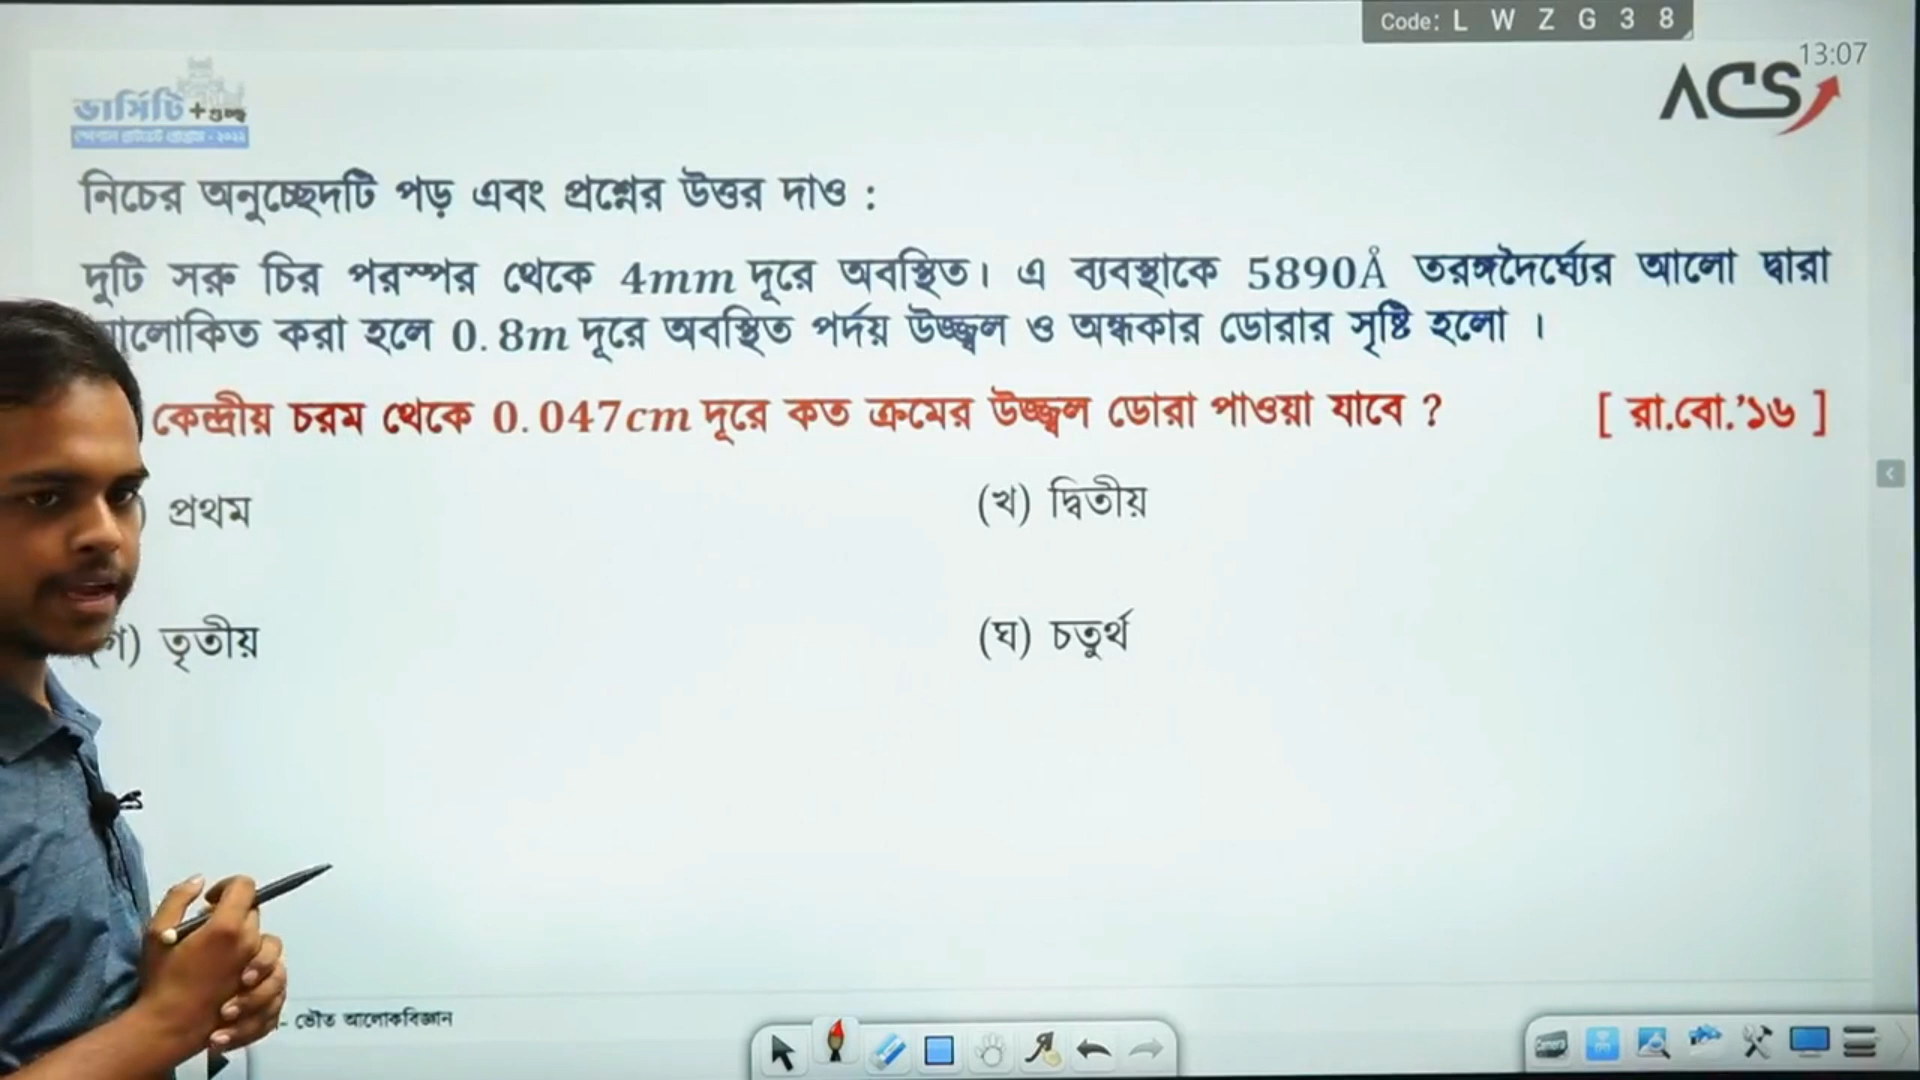 Code: L W Z G 3 8
13:07
ACS
ভার্সিটি +গুচ্ছ
নিচের অনুচ্ছেদটি পড় এবং প্রশ্নের উত্তর দাও :
দুটি সরু চির পরস্পর থেকে 4mm দূরে অবস্থিত। এ ব্যবস্থাকে 5890Å তরঙ্গদৈর্ঘ্যের আলো দ্বারা
লোকিত করা হলে 0.8m দূরে অবস্থিত পর্দয় উজ্জ্বল ও অন্ধকার ডোরার সৃষ্টি হলো ।
কেন্দ্রীয় চরম থেকে 0.047cm দূরে কত ক্রমের উজ্জ্বল ডোরা পাওয়া যাবে ? [ রা.বো.'১৬ ]
) প্রথম (খ) দ্বিতীয়
গ) তৃতীয় (ঘ) চতুর্থ
- ভৌত আলোকবিজ্ঞান
Camera